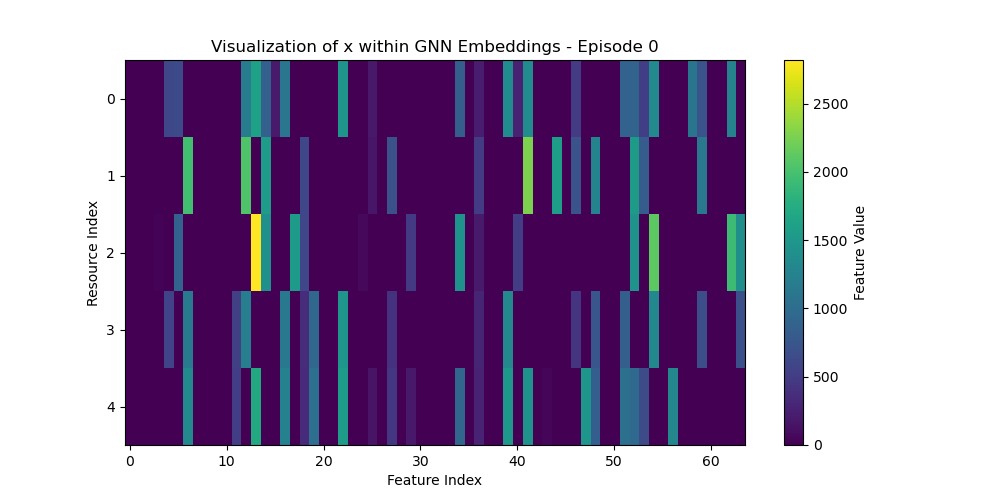 Visualization of x within GNN Embeddings - Episode 0
Resource Index
0
1
2
3
4
0 10 20 30 40 50 60
Feature Index
2500
2000
1500
1000
500
0
Feature Value